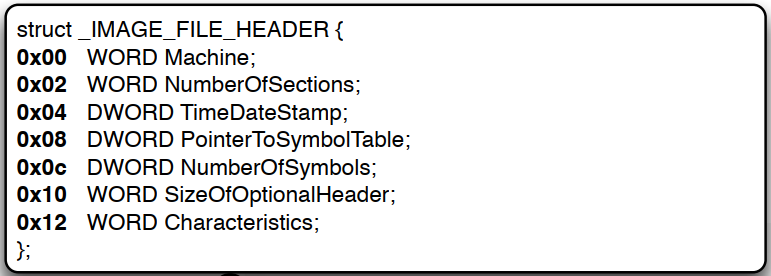 struct _IMAGE_FILE_HEADER {
0x00 WORD Machine;
0x02 WORD NumberOfSections;
0x04 DWORD TimeDateStamp;
0x08 DWORD PointerToSymbolTable;
0x0c DWORD NumberOfSymbols;
0x10 WORD SizeOfOptionalHeader;
0x12 WORD Characteristics;
};